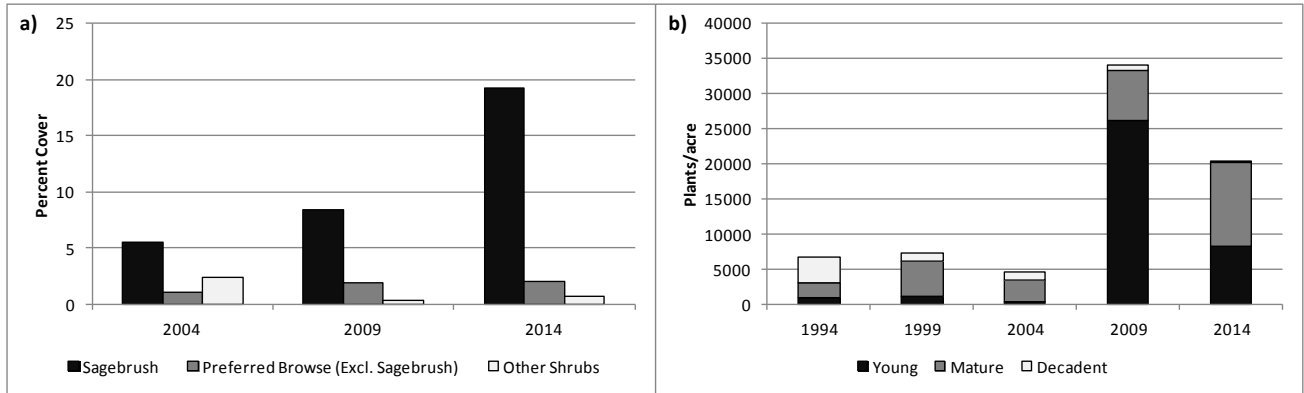 a)
Percent Cover
25
20
15
10
5
0
2004 2009 2014
Sagebrush Preferred Browse (Excl. Sagebrush) Other Shrubs
b)
Plants/acre
40000
35000
30000
25000
20000
15000
10000
5000
0
1994 1999 2004 2009 2014
Young Mature Decadent